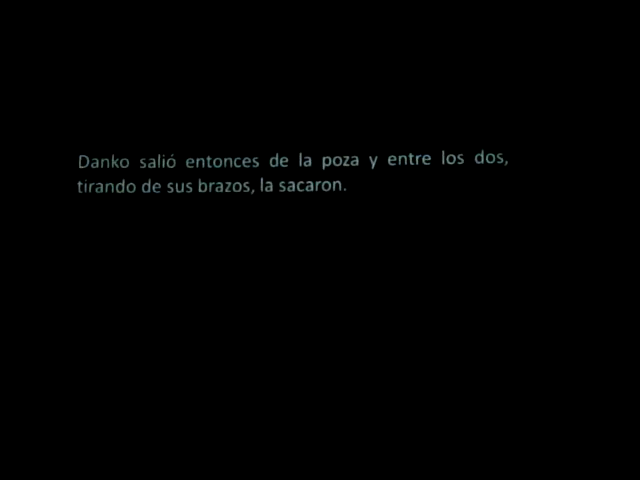 Danko salió entonces de la poza y entre los dos,
tirando de sus brazos, la sacaron.